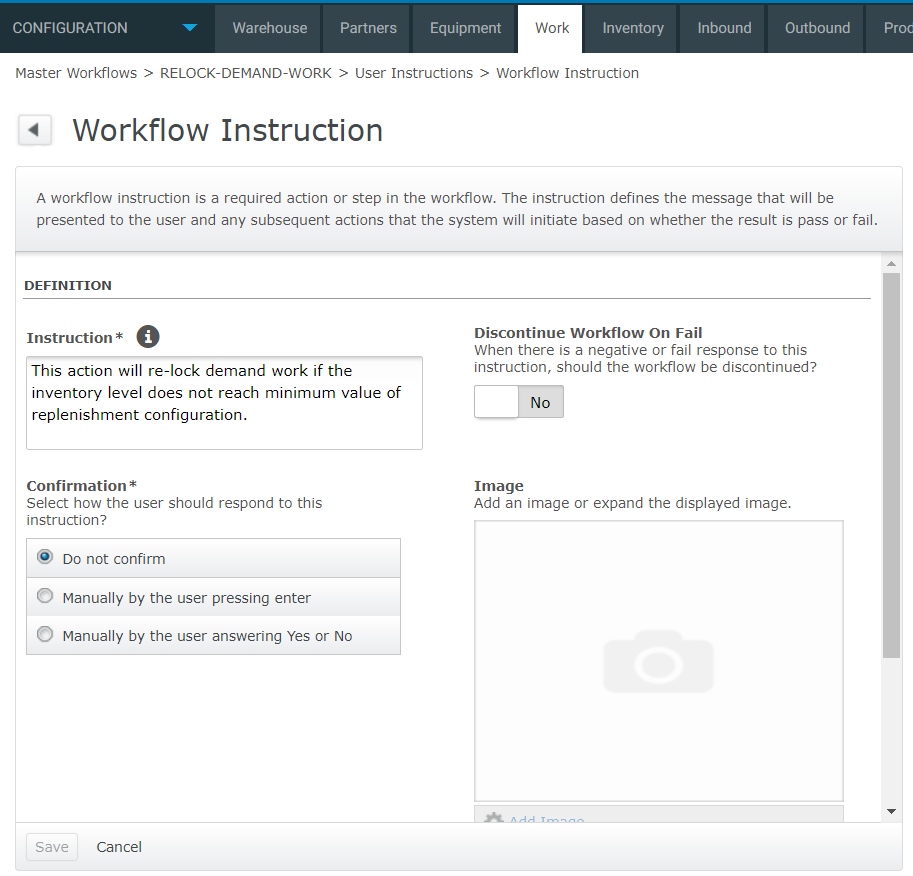 CONFIGURATION Warehouse Partners Equipment Work Inventory Inbound Outbound
Master Workflows > RELOCK-DEMAND-WORK > User Instructions > Workflow Instruction
Workflow Instruction
A workflow instruction is a required action or step in the workflow. The instruction defines the message that will be
presented to the user and any subsequent actions that the system will initiate based on whether the result is pass or fail.
DEFINITION
Instruction*
This action will re-lock demand work if the
inventory level does not reach minimum value of
replenishment configuration.
Discontinue Workflow On Fail
When there is a negative or fail response to this
instruction, should the workflow be discontinued?
No
Confirmation*
Select how the user should respond to this
instruction?
Do not confirm
Manually by the user pressing enter
Manually by the user answering Yes or No
Image
Add an image or expand the displayed image.
Add Image
Save Cancel